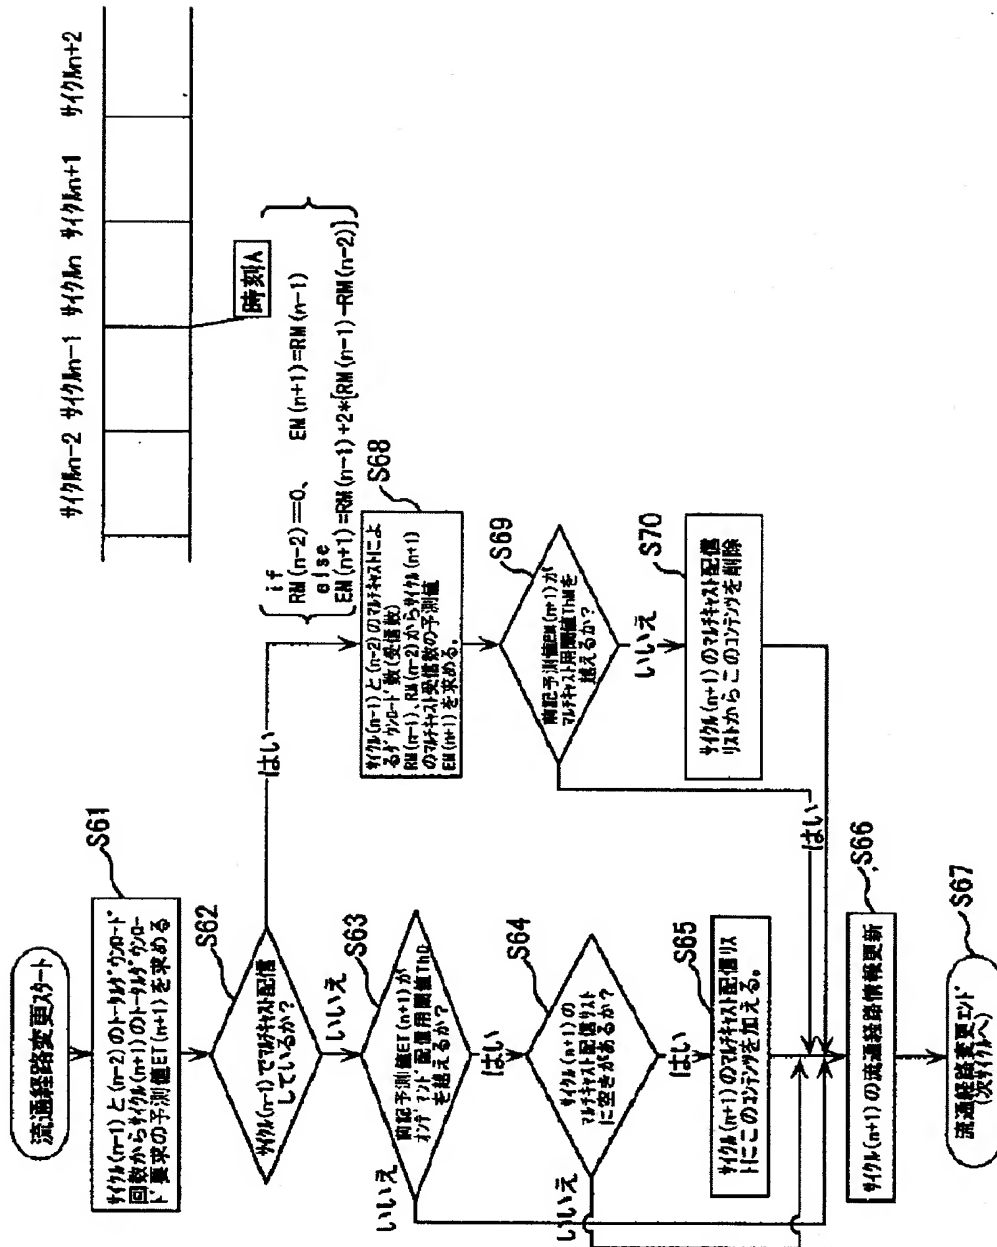 流通経路変更スタート
S61
サイクル(n-1)と(n-2)のトータルダウンロード
回数からサイクル(n+1)のトータルダウンロー
ド要求の予測値ET(n+1)を求める
S62
サイクル(n-1)でマルチキャスト配信
しているか?
はい
いいえ
S63
前記予測値ET(n+1)が
オンデマンド配信用閾値ThD
を越えるか?
いいえ
はい
S64
サイクル(n+1)の
マルチキャスト配信リスト
に空きがあるか?
いいえ
はい
S65
サイクル(n+1)のマルチキャスト配信リス
トにこのコンテンツを加える。
S66
サイクル(n+1)の流通経路情報更新
S67
流通経路変更エンド
(次サイクルへ)
S68
サイクル(n-1)と(n-2)のマルチキャストによ
るダウンロード数(受信数)
RM(n-1)、RM(n-2)からサイクル(n+1)
のマルチキャスト受信数の予測値
EM(n+1)を求める。
S69
前記予測値EM(n+1)が
マルチキャスト用閾値ThMを
越えるか?
いいえ
はい
S70
サイクル(n+1)のマルチキャスト配信
リストからこのコンテンツを削除
if
RM(n-2)==0、 EM(n+1)=RM(n-1)
else
EM(n+1)=RM(n-1)+2*{RM(n-1)-RM(n-2)}
サイクルn-2 サイクルn-1 サイクルn サイクルn+1 サイクルn+2
時刻A